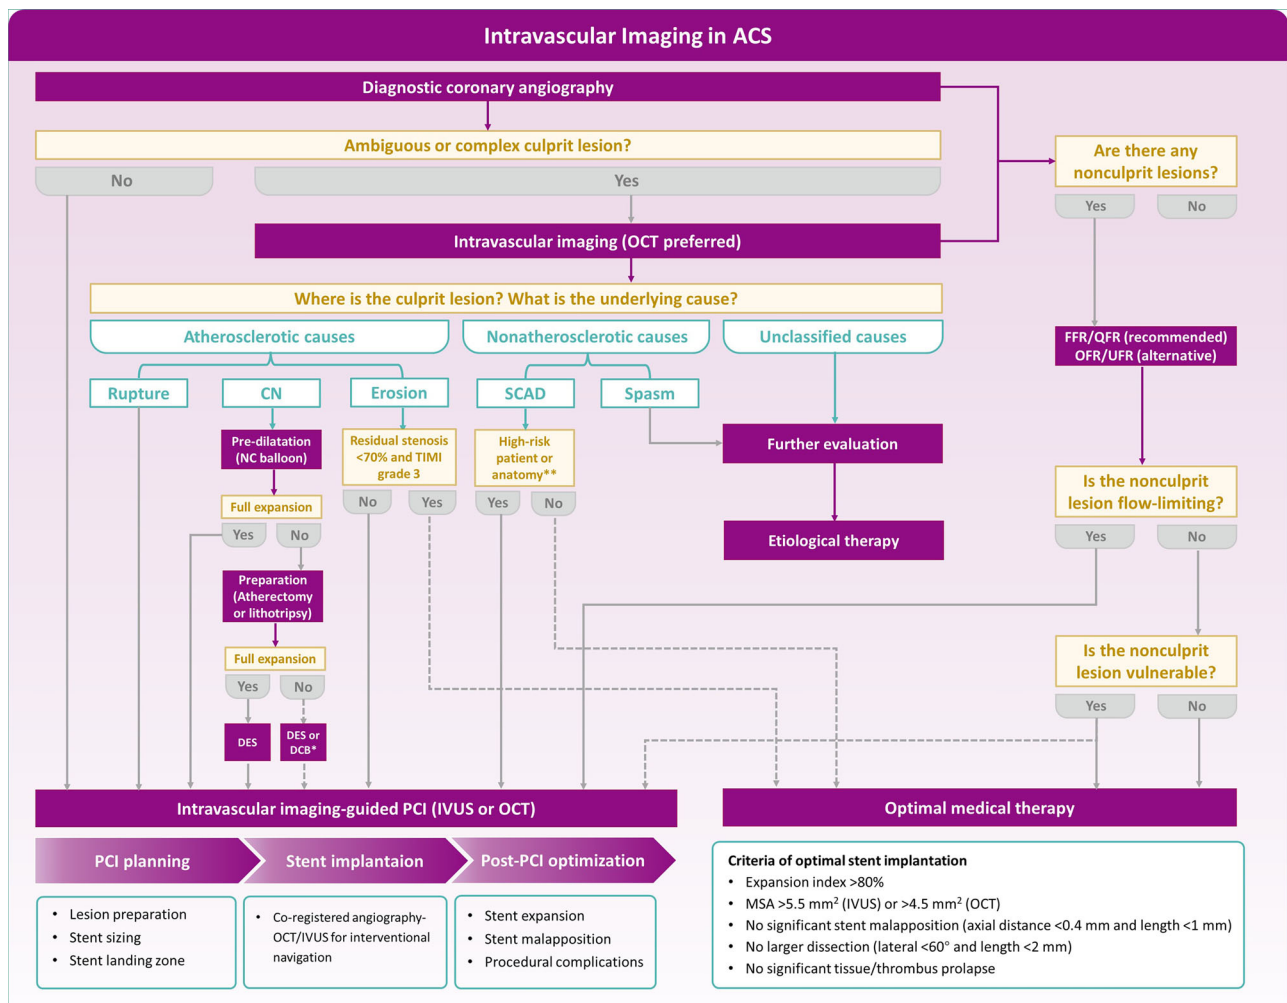 Intravascular Imaging in ACS
Diagnostic coronary angiography
Ambiguous or complex culprit lesion?
No
Yes
Intravascular imaging (OCT preferred)
Where is the culprit lesion? What is the underlying cause?
Atherosclerotic causes
Nonatherosclerotic causes
Unclassified causes
Rupture
CN
Erosion
SCAD
Spasm
Pre-dilatation
(NC balloon)
Full expansion
Yes
No
Preparation
(Atherectomy
or lithotripsy)
Full expansion
Yes
No
DES
DES or
DCB*
Residual stenosis
<70% and TIMI
grade 3
No
Yes
High-risk
patient or
anatomy**
Yes
No
Further evaluation
Etiological therapy
Are there any
nonculprit lesions?
Yes
No
FFR/QFR (recommended)
OFR/UFR (alternative)
Is the nonculprit
lesion flow-limiting?
Yes
No
Is the nonculprit
lesion vulnerable?
Yes
No
Intravascular imaging-guided PCI (IVUS or OCT)
Optimal medical therapy
PCI planning
Stent implantaion
Post-PCI optimization
• Lesion preparation
• Stent sizing
• Stent landing zone
• Co-registered angiography-
OCT/IVUS for interventional
navigation
• Stent expansion
• Stent malapposition
• Procedural complications
Criteria of optimal stent implantation
• Expansion index >80%
• MSA >5.5 mm² (IVUS) or >4.5 mm² (OCT)
• No significant stent malapposition (axial distance <0.4 mm and length <1 mm)
• No larger dissection (lateral <60° and length <2 mm)
• No significant tissue/thrombus prolapse